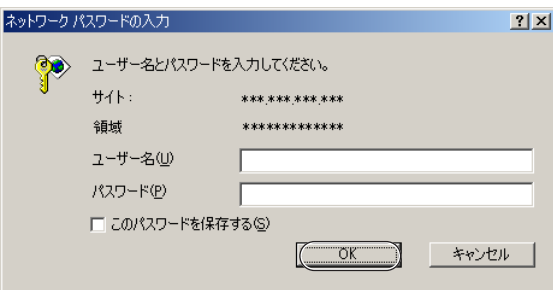 ネットワーク パスワードの入力
ユーザー名とパスワードを入力してください。
サイト: ***.***.***.***
領域 *************
ユーザー名(U)
パスワード(P)
このパスワードを保存する(S)
OK キャンセル